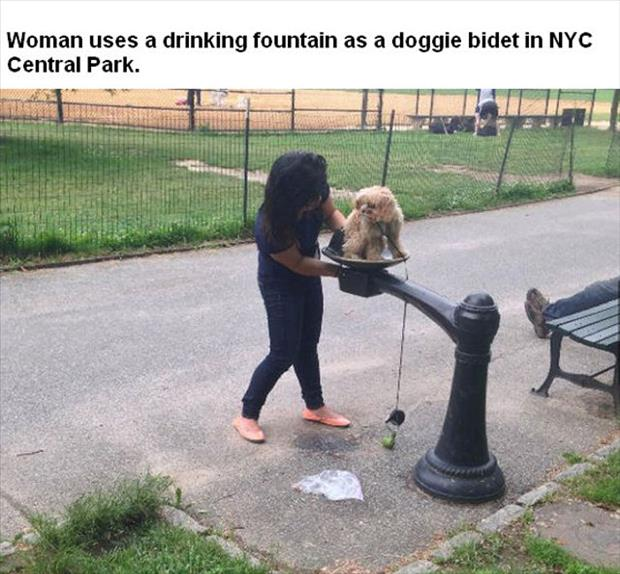 Woman uses a drinking fountain as a doggie bidet in NYC
Central Park.